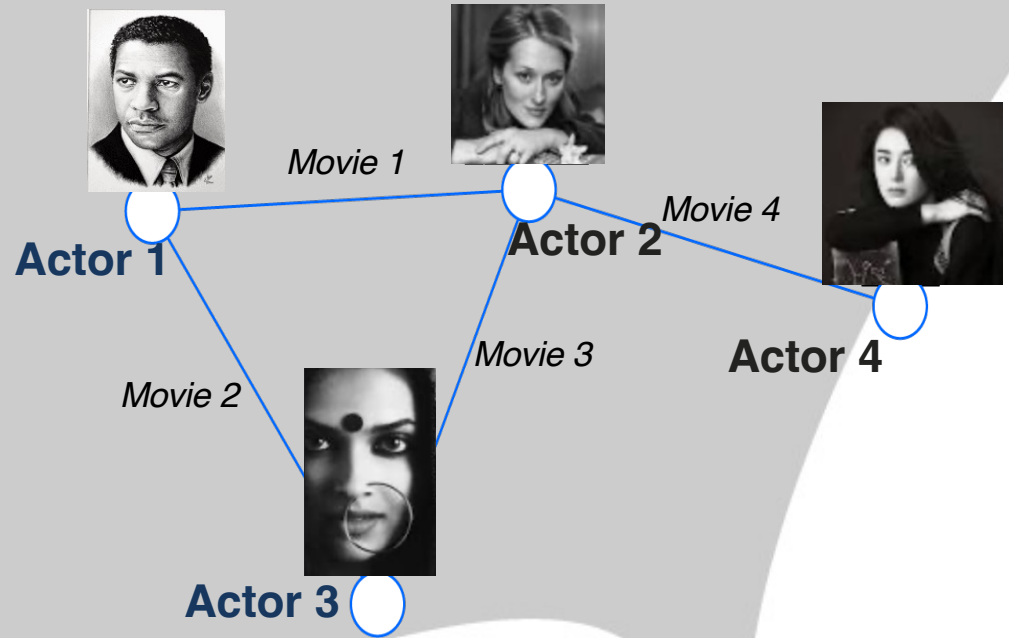 Movie 1
Actor 1
Actor 2
Movie 4
Movie 2
Movie 3
Actor 4
Actor 3